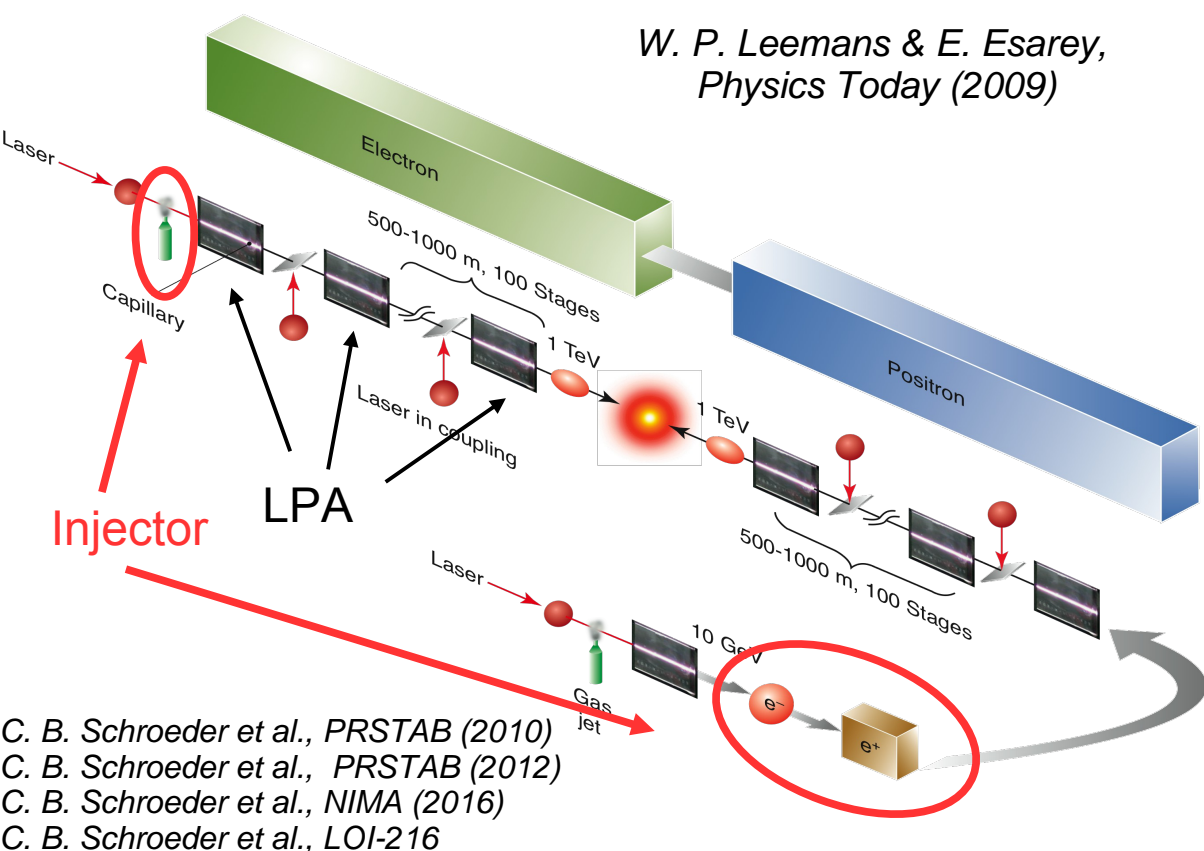 W. P. Leemans & E. Esarey,
Physics Today (2009)
Laser
Electron
Capillary
500-1000 m, 100 Stages
1 TeV
Laser in coupling
Positron
1 TeV
LPA
Injector
500-1000 m, 100 Stages
Laser
10 GeV
Gas
jet
e–
e+
C. B. Schroeder et al., PRSTAB (2010)
C. B. Schroeder et al., PRSTAB (2012)
C. B. Schroeder et al., NIMA (2016)
C. B. Schroeder et al., LOI-216